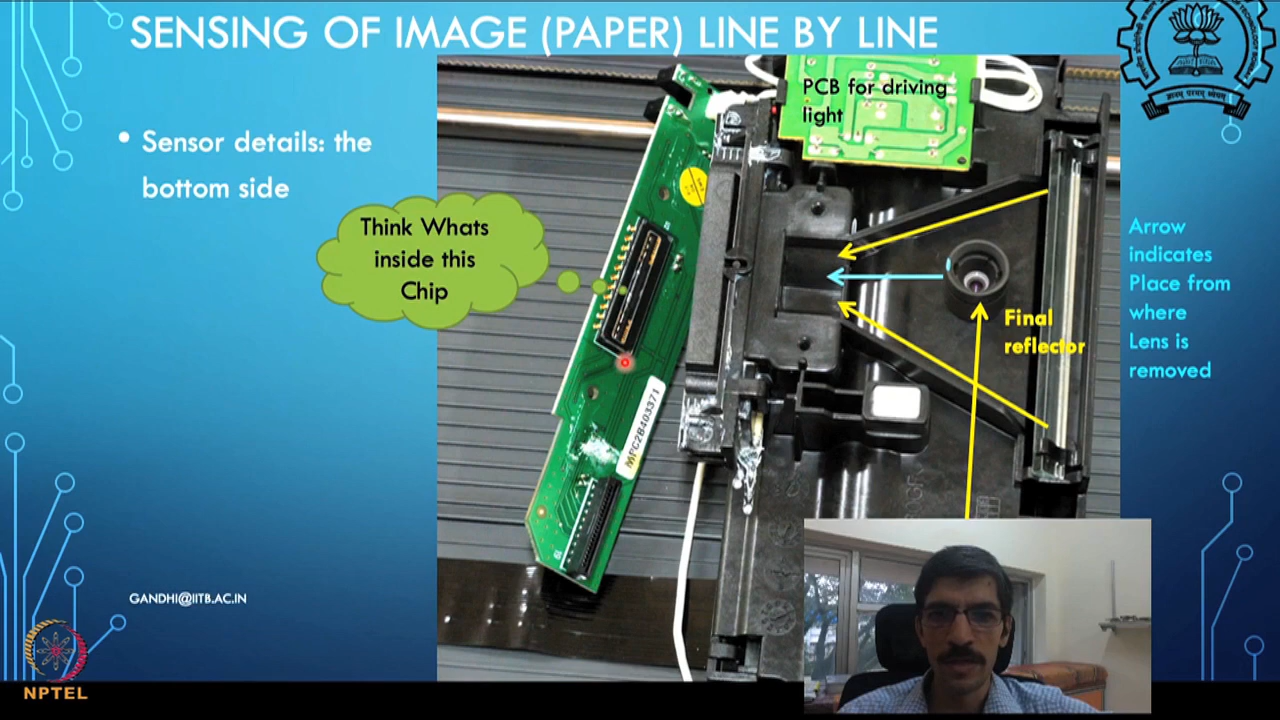 SENSING OF IMAGE (PAPER) LINE BY LINE
• Sensor details: the
bottom side
Think Whats
inside this
Chip
PCB for driving
light
MPC2B403371
Final
reflector
Arrow
indicates
Place from
where
Lens is
removed
GANDHI@IITB.AC.IN
NPTEL